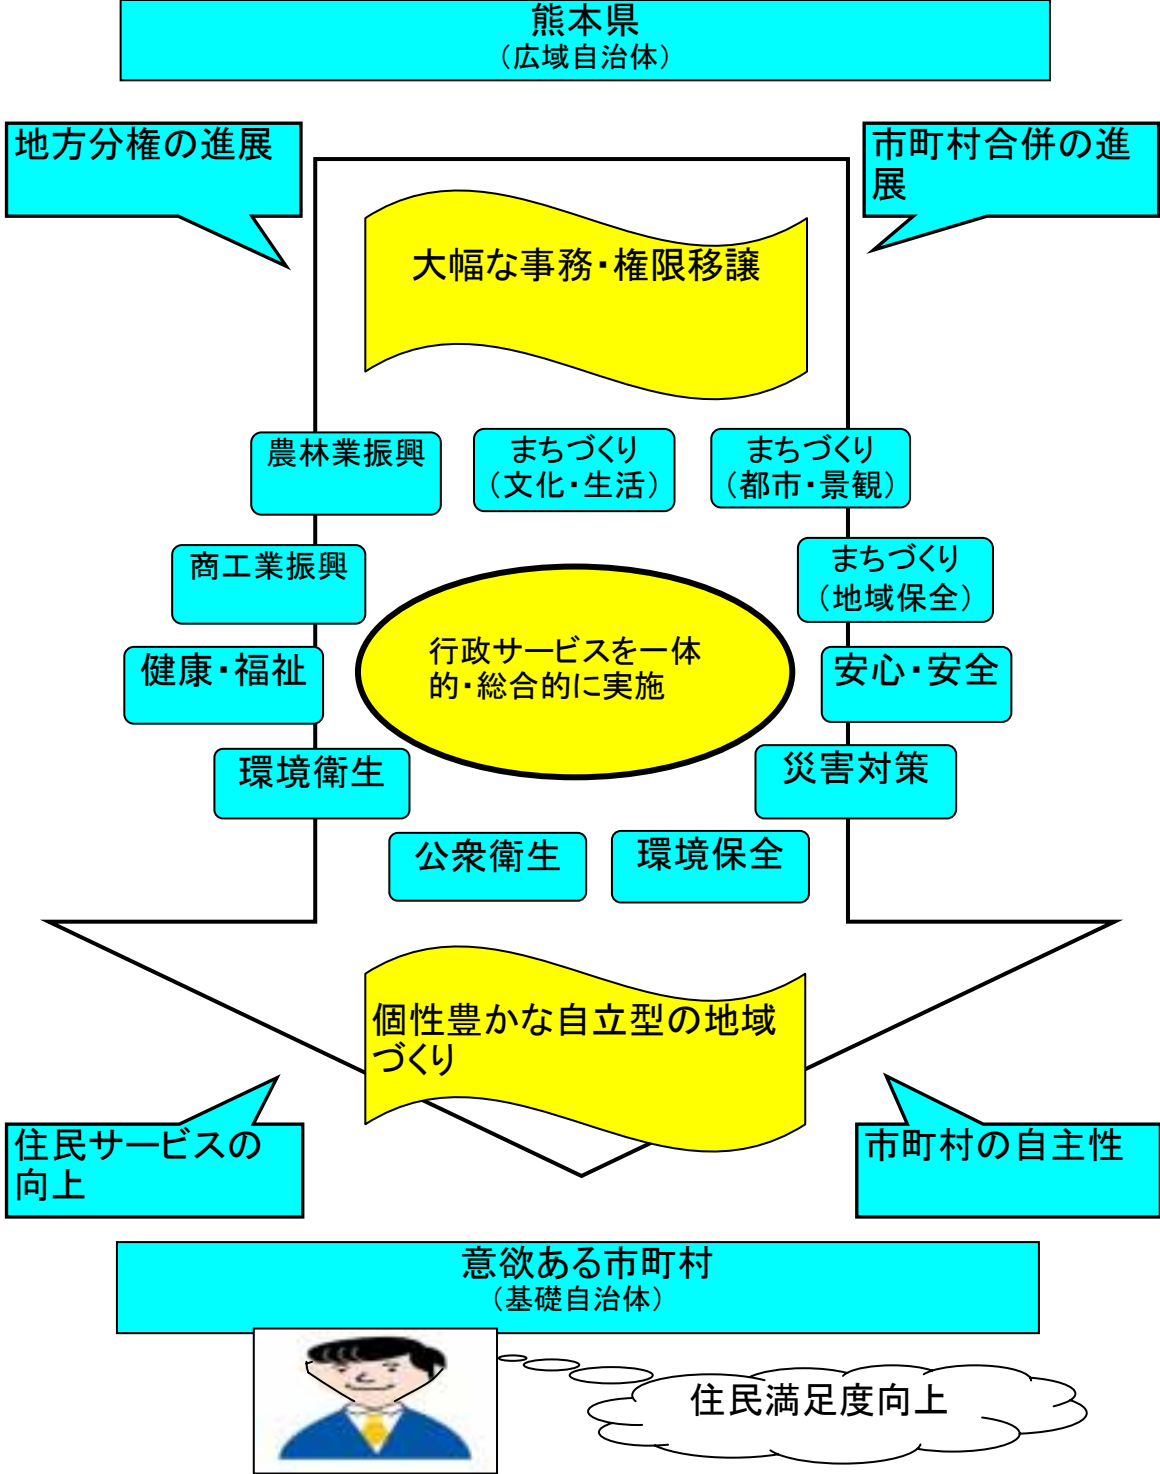 熊本県
（広域自治体）
地方分権の進展
市町村合併の進
展
大幅な事務・権限移譲
農林業振興
まちづくり
（文化・生活）
まちづくり
（都市・景観）
商工業振興
まちづくり
（地域保全）
健康・福祉
行政サービスを一体
的・総合的に実施
安心・安全
環境衛生
災害対策
公衆衛生
環境保全
個性豊かな自立型の地域
づくり
住民サービスの
向上
市町村の自主性
意欲ある市町村
（基礎自治体）
住民満足度向上